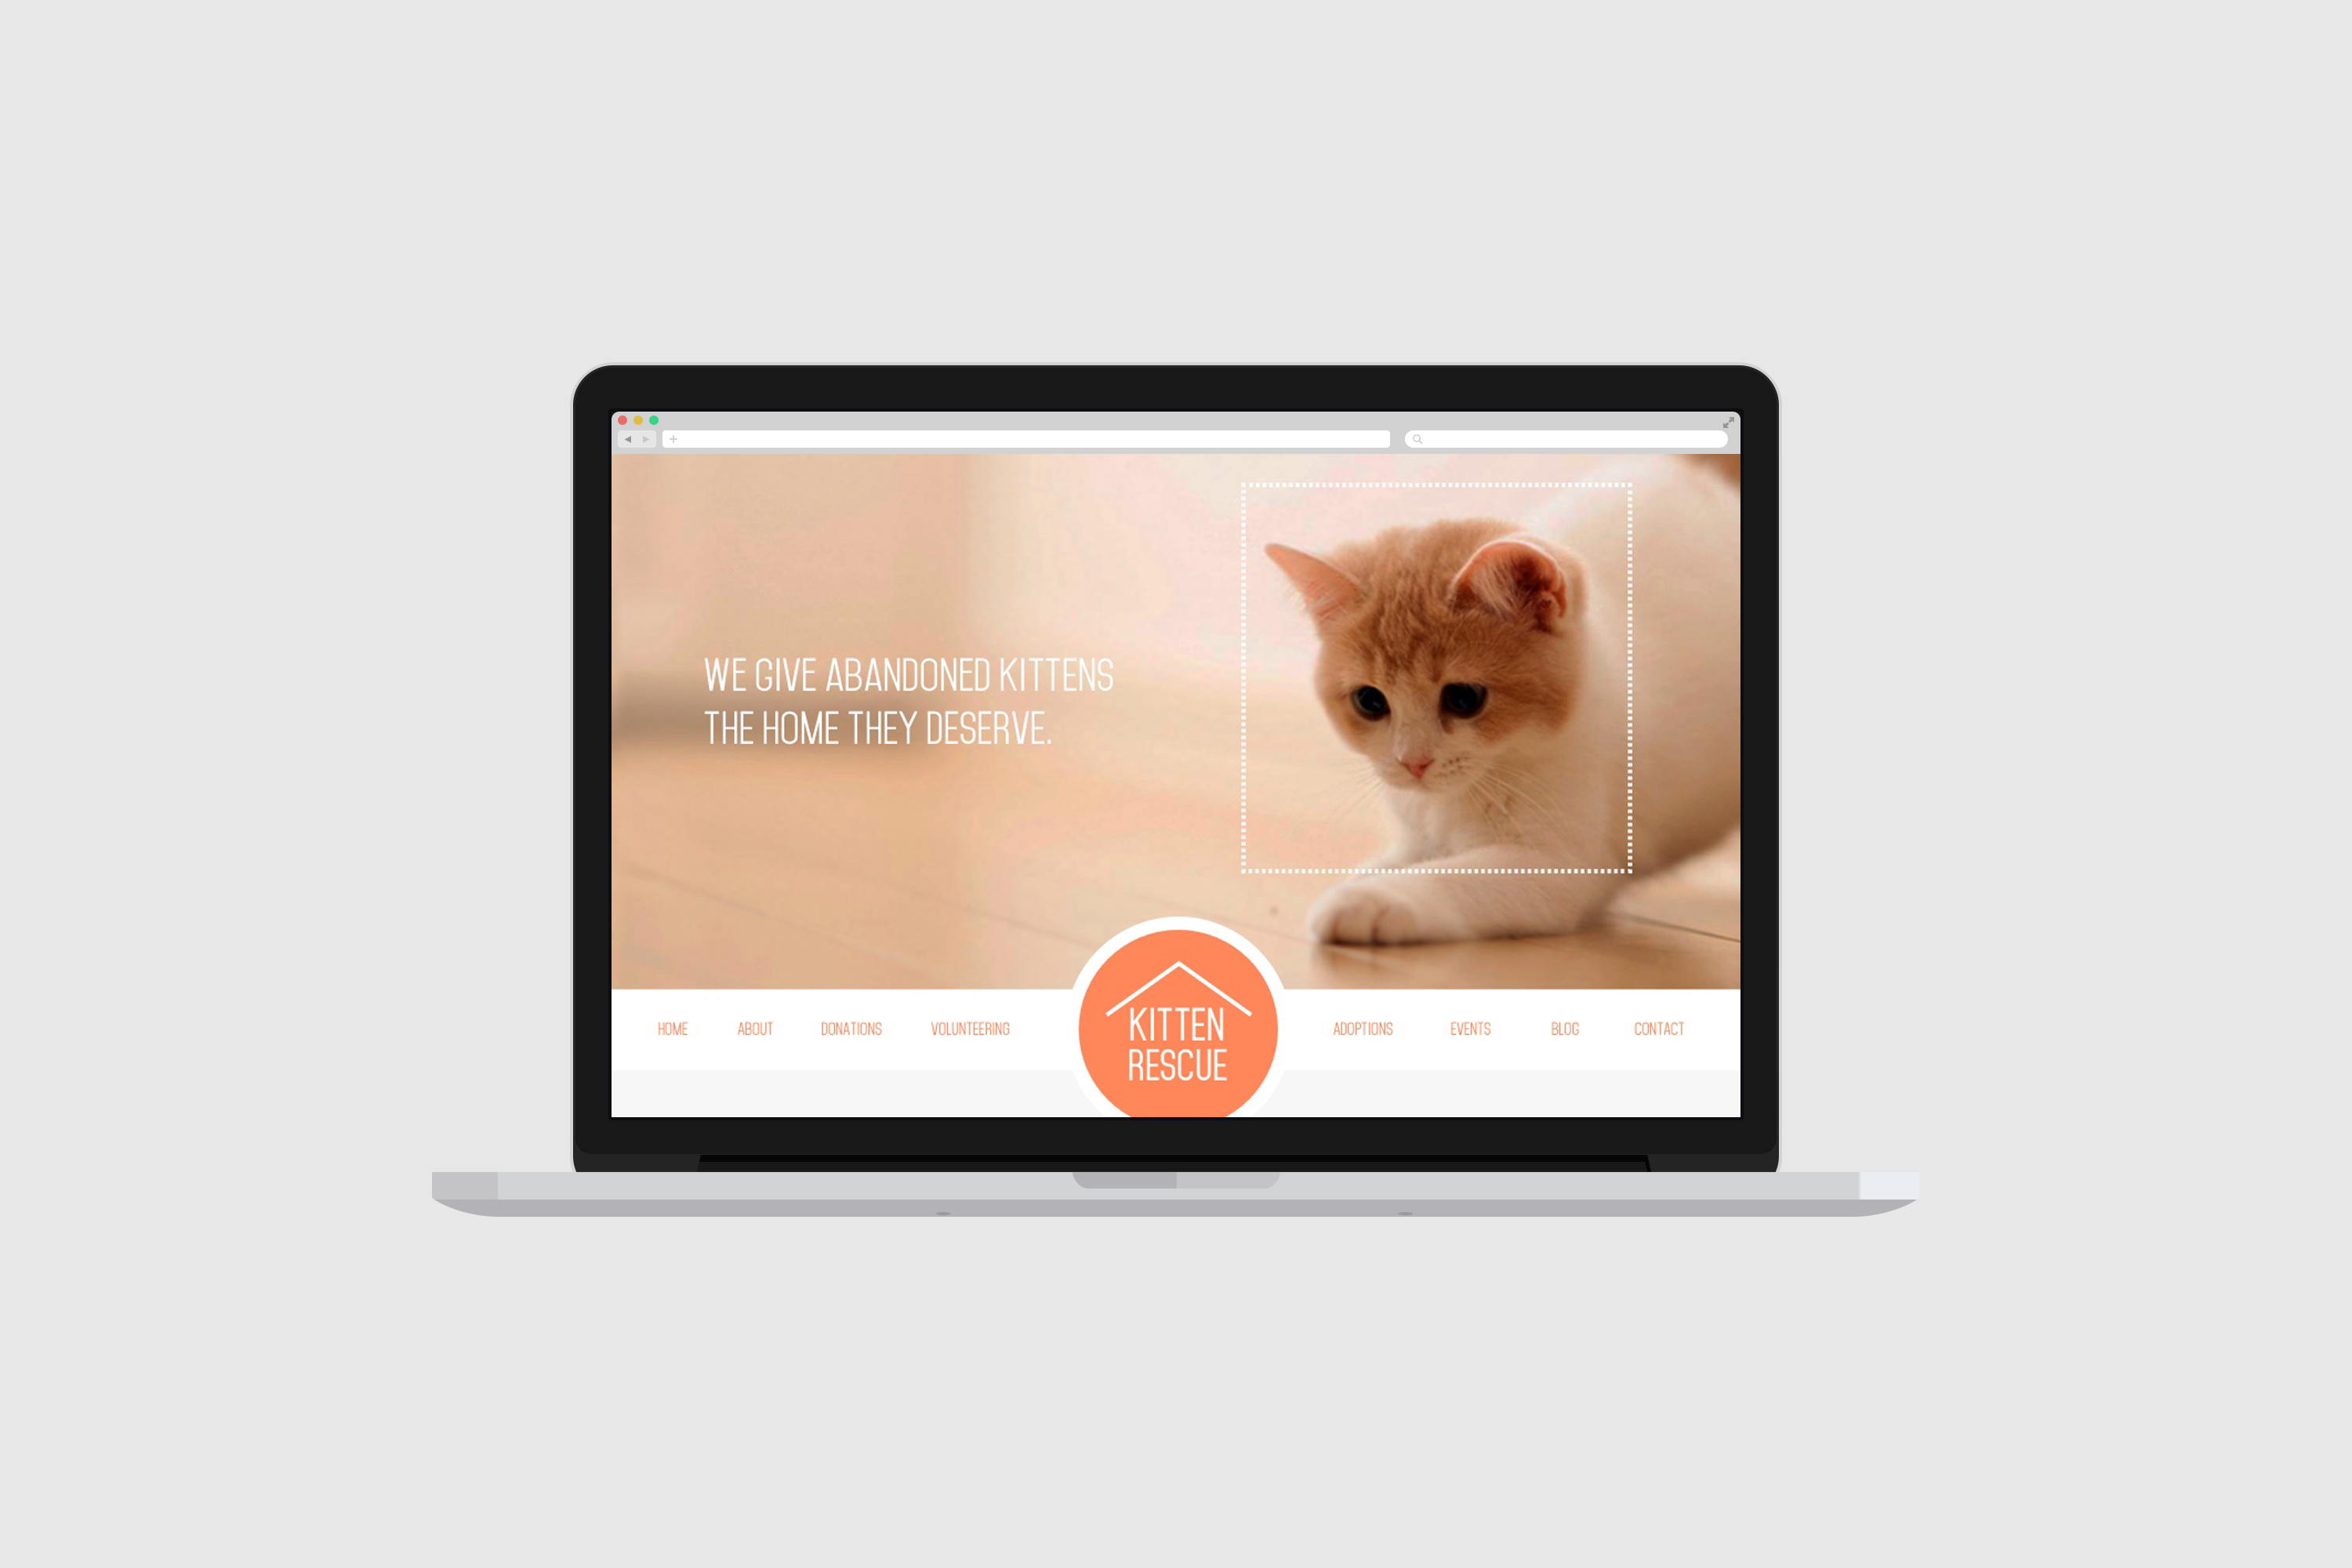 WE GIVE ABANDONED KITTENS
THE HOME THEY DESERVE.
HOME ABOUT DONATIONS VOLUNTEERING
KITTEN
RESCUE
ADOPTIONS EVENTS BLOG CONTACT